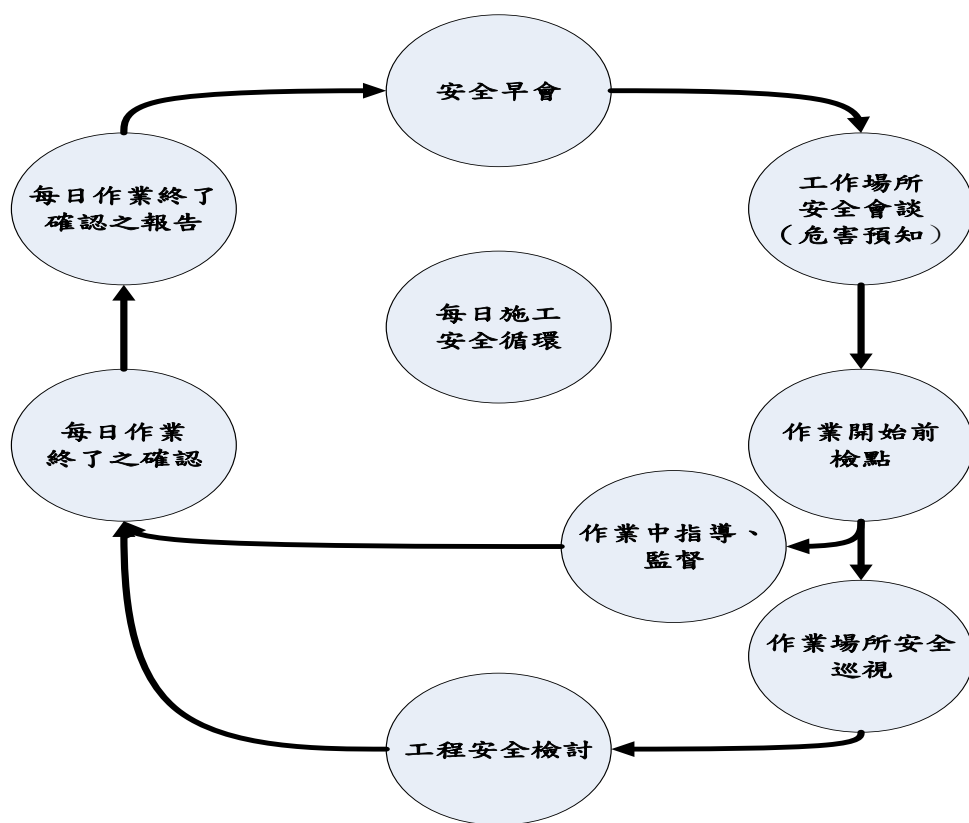 安全早會
每日作業終了
確認之報告
工作場所
安全會談
（危害預知）
每日施工
安全循環
每日作業
終了之確認
作業開始前
檢點
作業中指導、
監督
作業場所安全
巡視
工程安全檢討